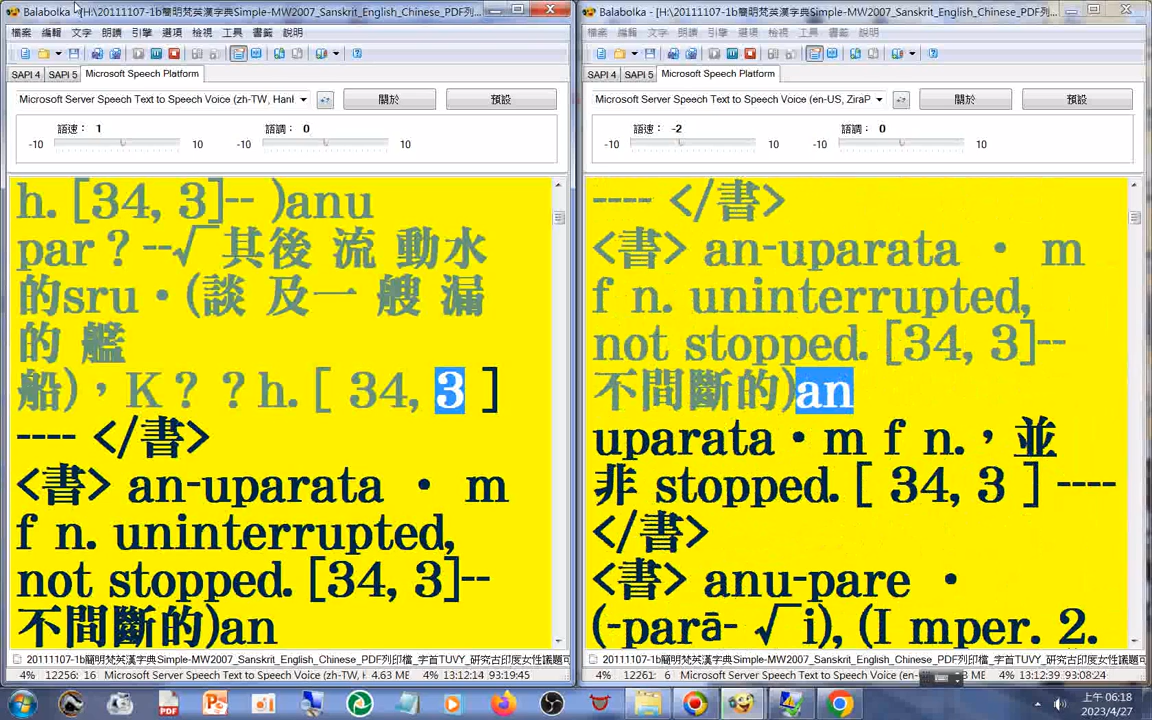 Balabolka - [H:\20111107-1b簡明梵英漢字典Simple-MW2007_Sanskrit_English_Chinese_PDF列...
檔案 編輯 文字 朗讀 引擎 選項 檢視 工具 書籤 說明
SAPI 4 SAPI 5 Microsoft Speech Platform
Microsoft Server Speech Text to Speech Voice (zh-TW, HanI 關於 預設
語速： 1 語調： 0
-10 10 -10 10
h. [34, 3]-- )anu
par？--√其後 流 動水
的sru・(談 及一 艘 漏
的 艦
船)，K？？h. [ 34, 3 ]
---- </書>
<書> an-uparata ・ m
f n. uninterrupted,
not stopped. [34, 3]--
不間斷的)an
20111107-1b簡明梵英漢字典Simple-MW2007_Sanskrit_English_Chinese_PDF列印檔_字首TUVY_研究古印度女性議題可
4% 12256: 16 Microsoft Server Speech Text to Speech Voice (zh-TW, H 4.63 ME 4% 13:12:14 93:19:45
Balabolka - [H:\20111107-1b簡明梵英漢字典Simple-MW2007_Sanskrit_English_Chinese_PDF列印...
檔案 編輯 文字 朗讀 引擎 選項 檢視 工具 書籤 說明
SAPI 4 SAPI 5 Microsoft Speech Platform
Microsoft Server Speech Text to Speech Voice (en-US, ZiraP 關於 預設
語速： -2 語調： 0
-10 10 -10 10
---- </書>
<書> an-uparata ・ m
f n. uninterrupted,
not stopped. [34, 3]--
不間斷的)an
uparata・m f n.，並
非 stopped. [ 34, 3 ] ----
</書>
<書> anu-pare ・
(-parā- √i), (I mper. 2.
20111107-1b簡明梵英漢字典Simple-MW2007_Sanskrit_English_Chinese_PDF列印檔_字首TUVY_研究古印度女性議題可
4% 12261: 6 Microsoft Server Speech Text to Speech Voice (en-US, 3 ME 4% 13:12:39 93:08:24
上午 06:18
2023/4/27